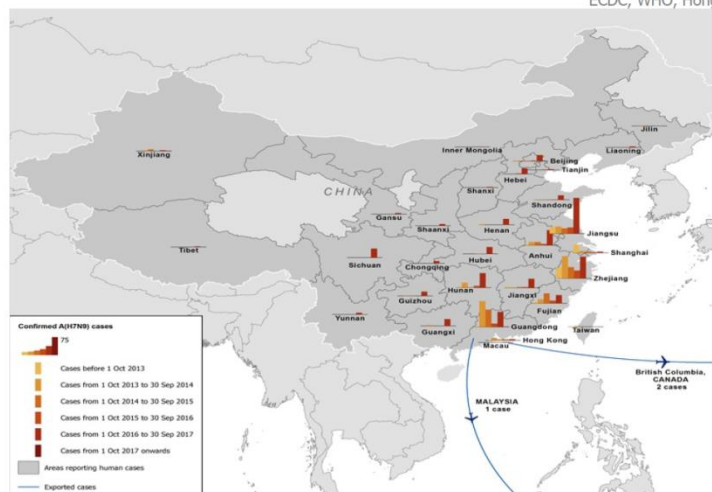 ECDC, WHO, Hong
Jilin
Xinjiang
Inner Mongolia
Liaoning
Beijing
Tianjin
Hebei
CHINA
Shanxi
Shandong
Gansu
Shaanxi
Henan
Jiangsu
Tibet
Anhui
Shanghai
Sichuan
Hubei
Chongqing
Zhejiang
Hunan
Jiangxi
Guizhou
Fujian
Yunnan
Guangxi
Guangdong
Taiwan
Hong Kong
Macau
Confirmed A(H7N9) cases
75
Cases before 1 Oct 2013
Cases from 1 Oct 2013 to 30 Sep 2014
Cases from 1 Oct 2014 to 30 Sep 2015
Cases from 1 Oct 2015 to 30 Sep 2016
Cases from 1 Oct 2016 to 30 Sep 2017
Cases from 1 Oct 2017 onwards
Areas reporting human cases
Exported cases
MALAYSIA
1 case
British Columbia,
CANADA
2 cases